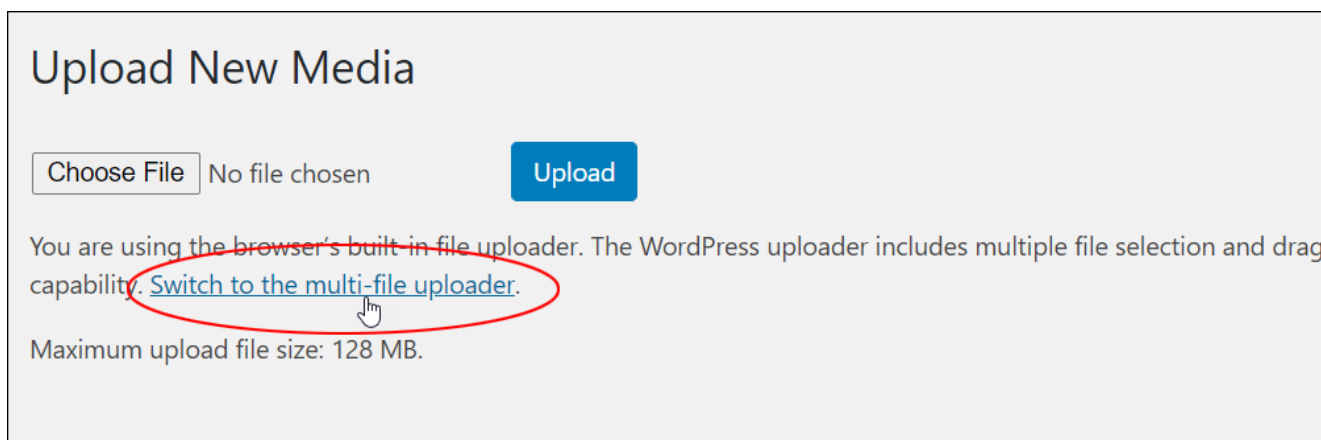 Upload New Media
Choose File No file chosen Upload
You are using the browser's built-in file uploader. The WordPress uploader includes multiple file selection and drag
capability. Switch to the multi-file uploader.
Maximum upload file size: 128 MB.